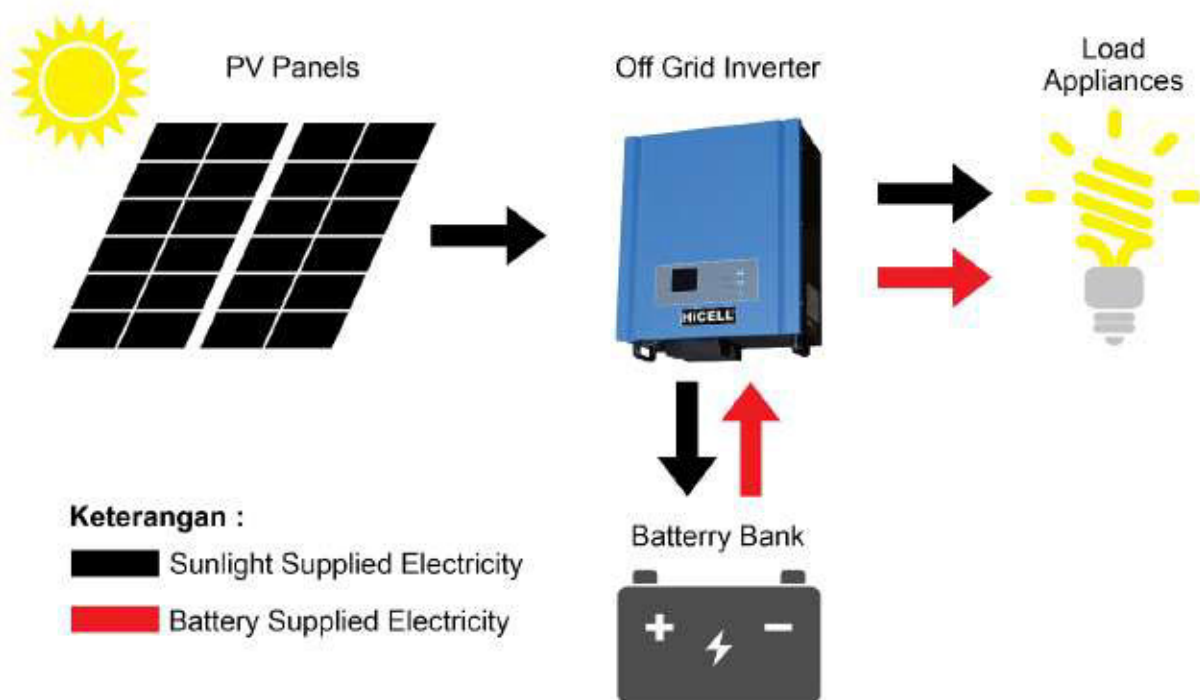 PV Panels
Off Grid Inverter
Load
Appliances
HiCELL
Keterangan :
Sunlight Supplied Electricity
Battery Supplied Electricity
Batterry Bank